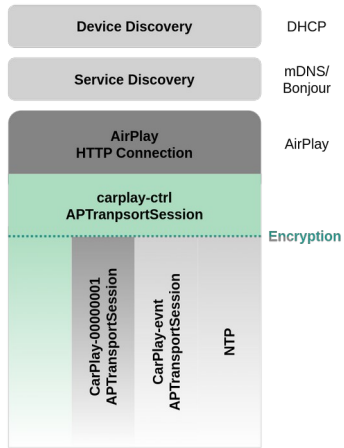 Device Discovery
DHCP
Service Discovery
mDNS/
Bonjour
AirPlay
HTTP Connection
AirPlay
carplay-ctrl
APTranpsortSession
Encryption
CarPlay-00000001
APTransportSession
CarPlay-evnt
APTransportSession
NTP